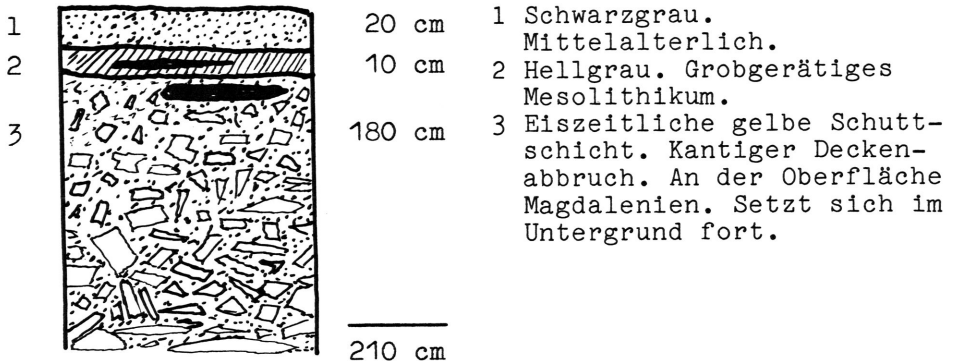 1 20 cm
2 10 cm
3 180 cm
210 cm
1 Schwarzgrau.
Mittelalterlich.
2 Hellgrau. Grobgerätiges
Mesolithikum.
3 Eiszeitliche gelbe Schutt-
schicht. Kantiger Decken-
abbruch. An der Oberfläche
Magdalenien. Setzt sich im
Untergrund fort.